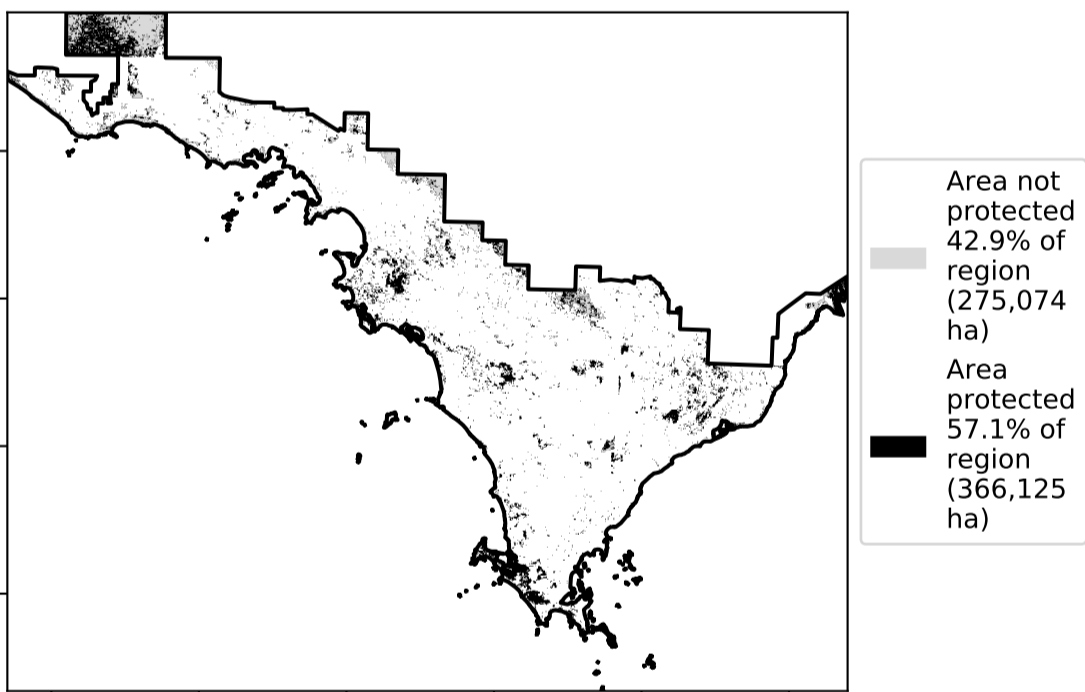 Area not
protected
42.9% of
region
(275,074
ha)
Area
protected
57.1% of
region
(366,125
ha)